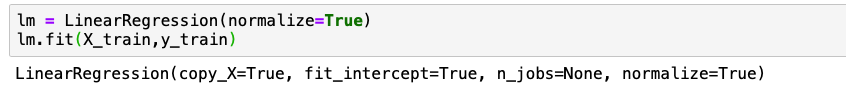 lm = LinearRegression(normalize=True)
lm.fit(X_train,y_train)
LinearRegression(copy_X=True, fit_intercept=True, n_jobs=None, normalize=True)